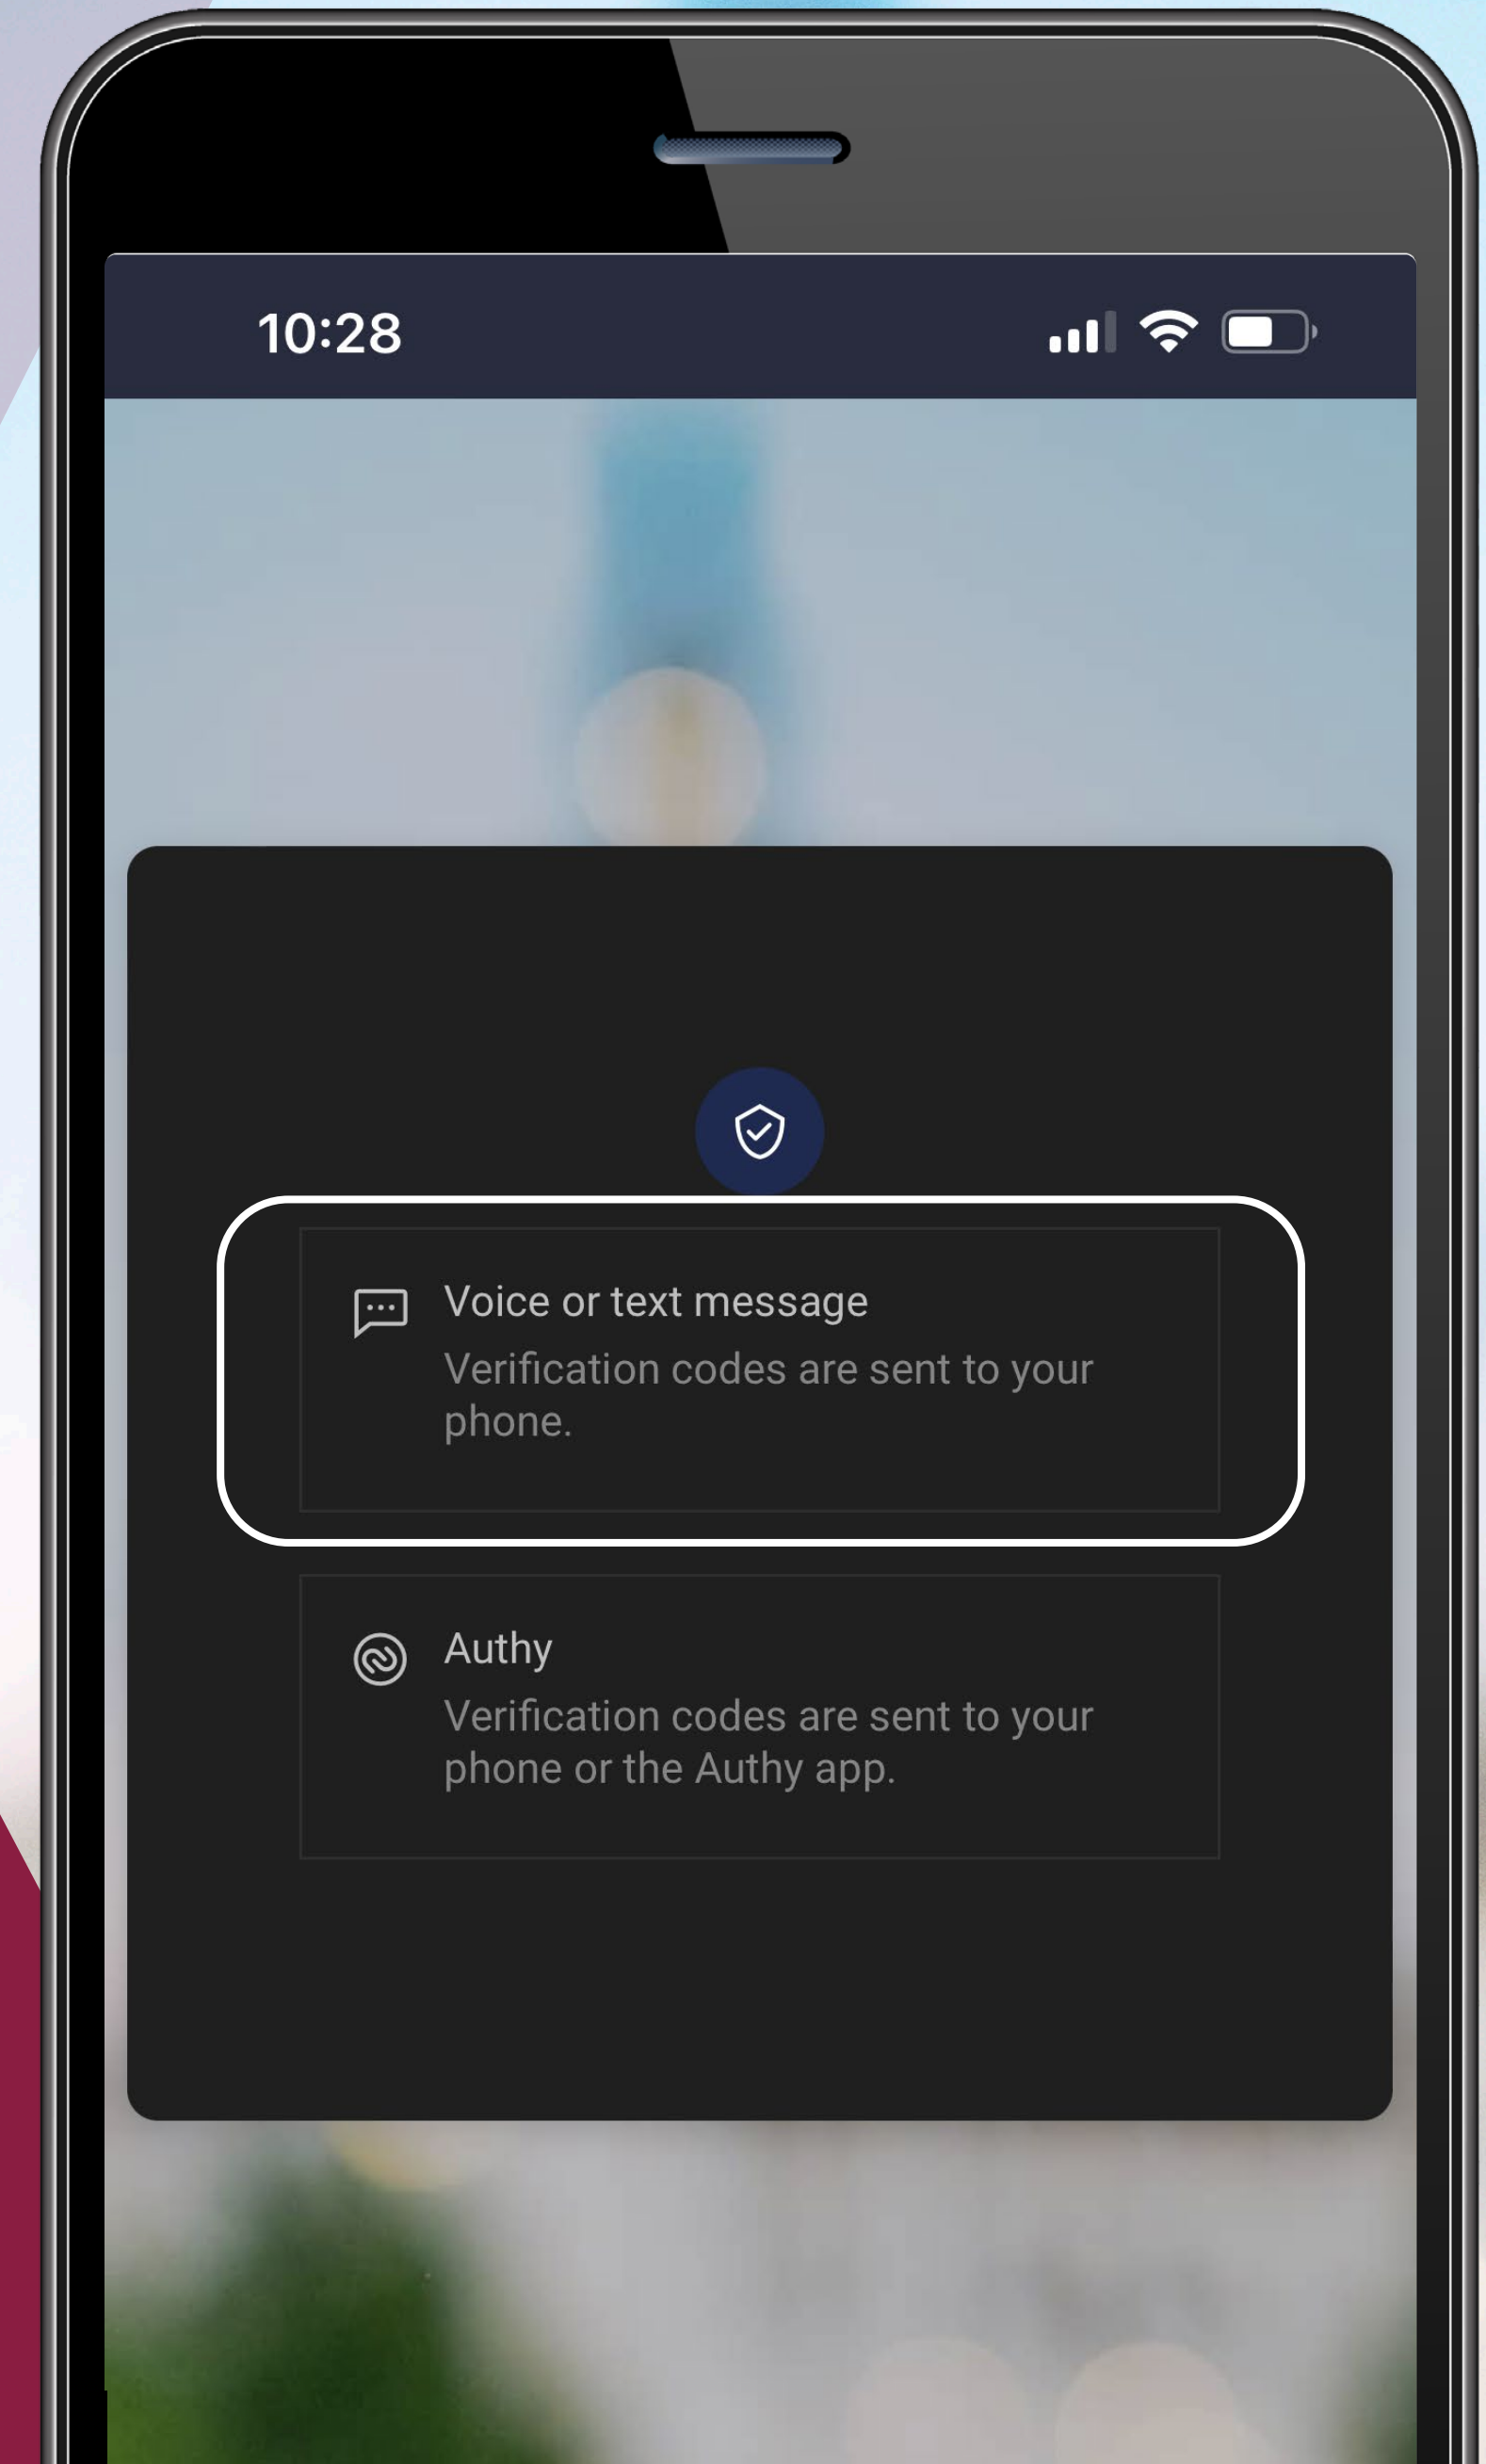 10:28
Voice or text message
Verification codes are sent to your
phone.
Authy
Verification codes are sent to your
phone or the Authy app.